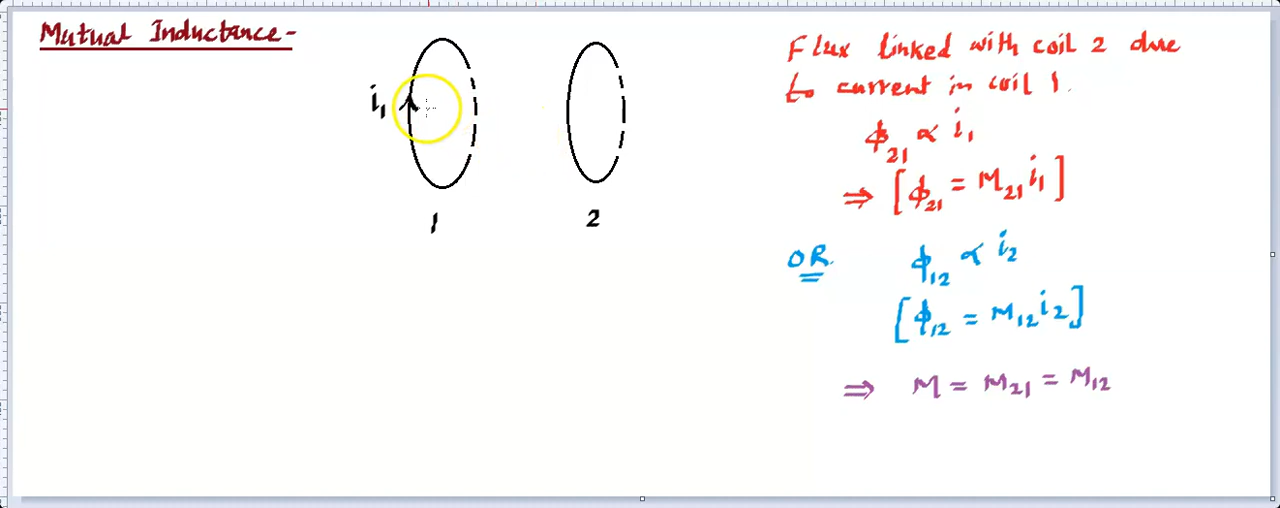 Mutual Inductance-
i₁
1
2
Flux linked with coil 2 due
to current in coil 1.
ϕ₂₁ ∝ i₁
⇒ [ϕ₂₁ = M₂₁ i₁]
OR
ϕ₁₂ ∝ i₂
[ϕ₁₂ = M₁₂ i₂]
⇒ M = M₂₁ = M₁₂